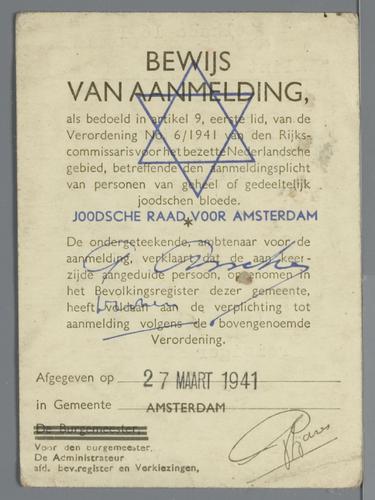 BEWIJS
VAN AANMELDING,
als bedoeld in artikel 9, eerste lid, van de
Verordening No. 6/1941 van den Rijks-
commissaris voor het bezette Nederlandsche
gebied, betreffende den aanmeldingsplicht
van personen van geheel of gedeeltelijk
joodschen bloede.
JOODSCHE RAAD VOOR AMSTERDAM
*
De ondergeteekende, ambtenaar voor de
aanmelding, verklaart dat de aan keer-
zijde aangeduide persoon, opgenomen in
het Bevolkingsregister dezer gemeente,
heeft voldaan aan de verplichting tot
aanmelding volgens de bovengenoemde
Verordening.
Afgegeven op 27 MAART 1941
in Gemeente AMSTERDAM
De Burgemeester,
Voor den burgemeester,
De Administrateur
afd. bev.register en Verkiezingen,